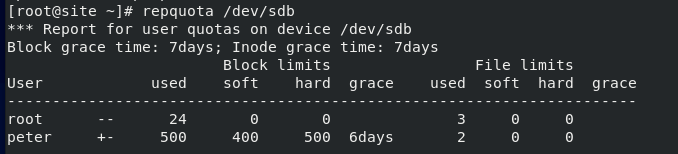 [root@site ~]# repquota /dev/sdb
*** Report for user quotas on device /dev/sdb
Block grace time: 7days; Inode grace time: 7days
                        Block limits                File limits
User            used    soft    hard  grace    used  soft  hard  grace
----------------------------------------------------------------------
root      --      24       0       0              3     0     0
peter     +-     500     400     500  6days       2     0     0